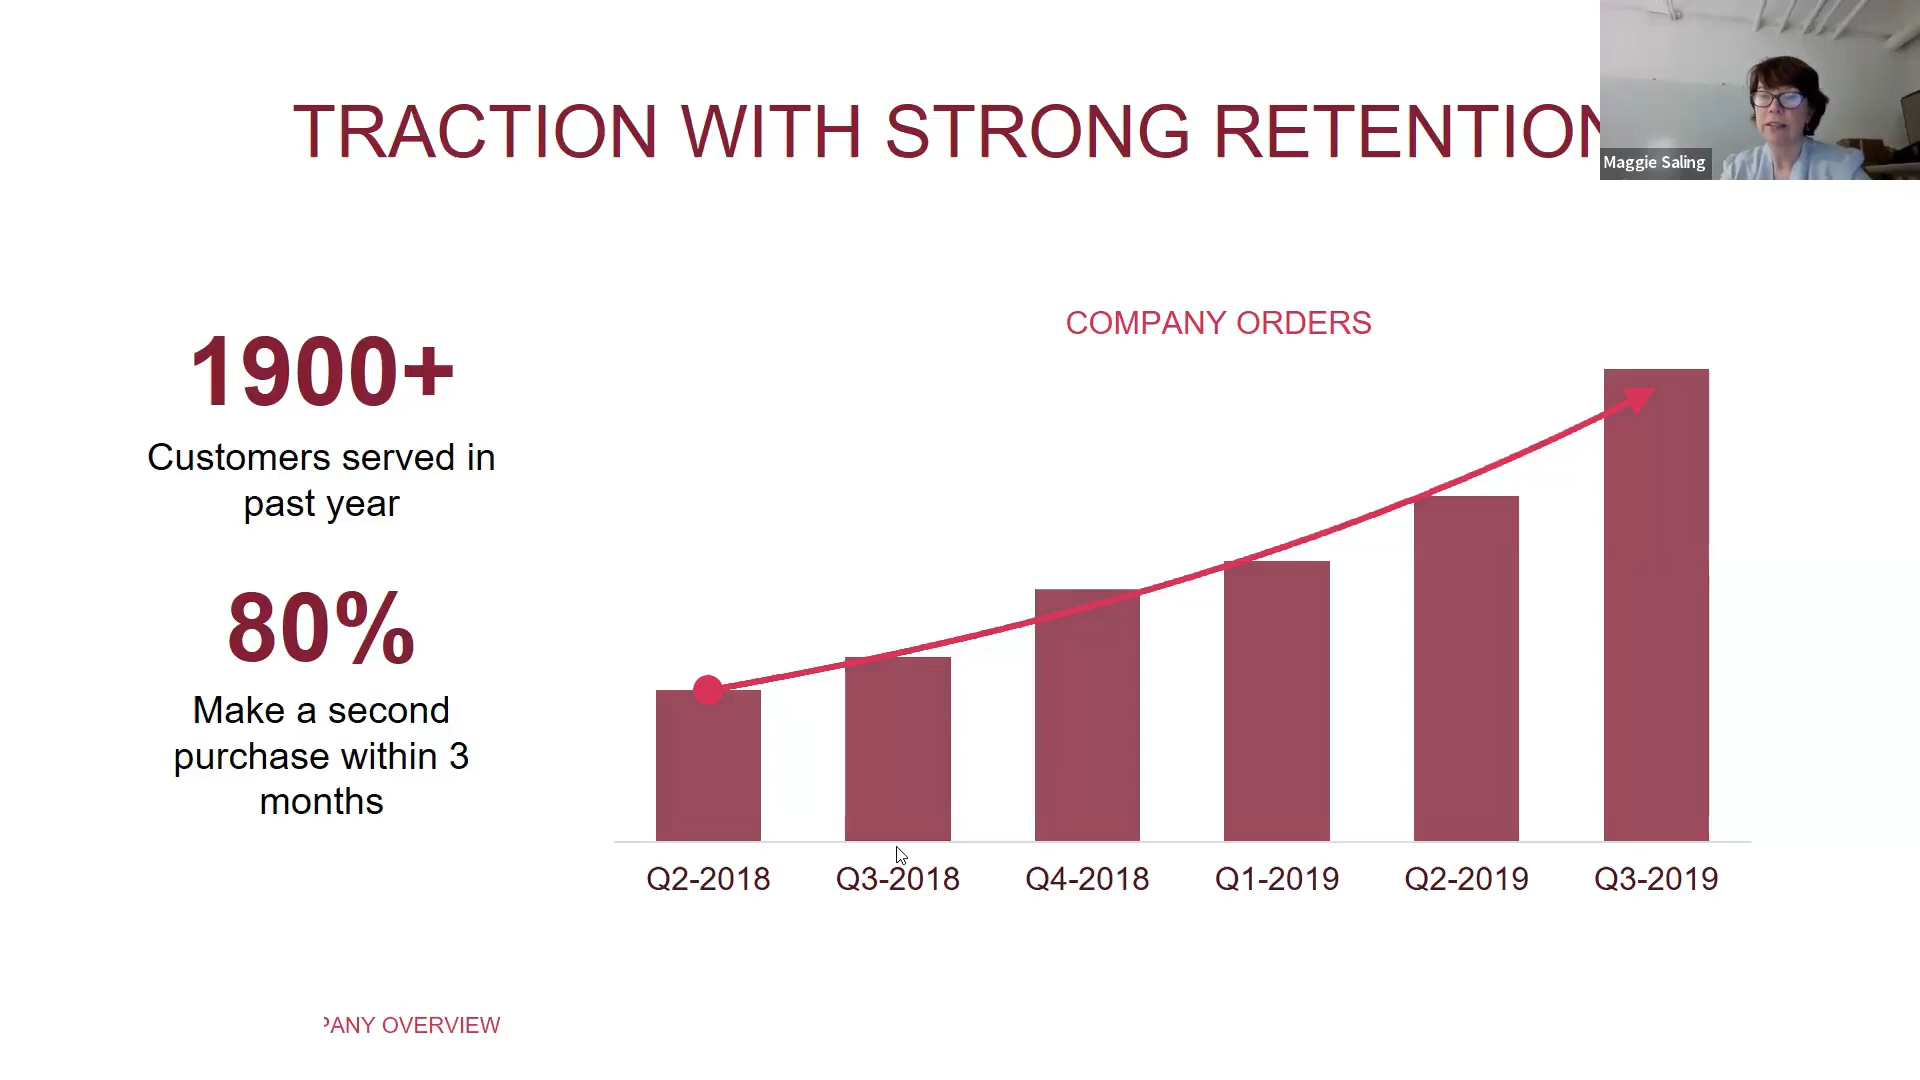 TRACTION WITH STRONG RETENTION
Maggie Saling
1900+
Customers served in
past year
80%
Make a second
purchase within 3
months
COMPANY ORDERS
Q2-2018 Q3-2018 Q4-2018 Q1-2019 Q2-2019 Q3-2019
PANY OVERVIEW